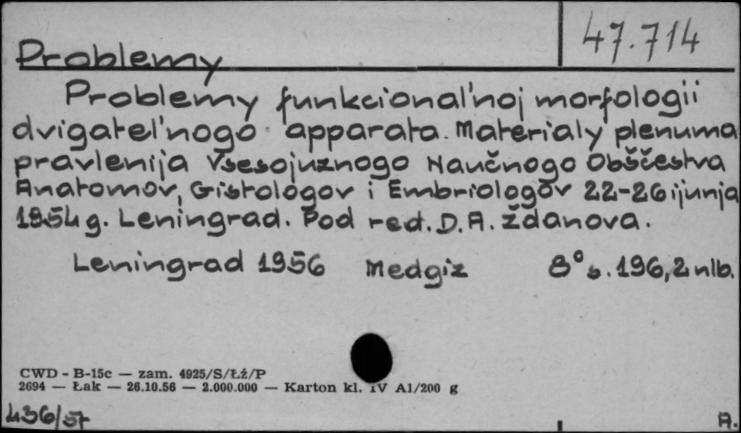 47.714
Problemy
Problemy funkcional'noj morfologii
dvigatel'nogo apparata. Materialy plenuma
pravlenija Vsesojuznogo Naučnogo Obščestva
Anatomov, Gistologov i Embriologov 22-26 ijunja
1954 g. Leningrad. Pod red. D.A. Ždanova.
Leningrad 1956 Medgiz 8° s. 196, 2 nlb.
CWD - B-15c — zam. 4925/S/Łź/P
2694 — Łak — 26.10.56 — 2.000.000 — Karton kl. IV A1/200 g
436/57
A.